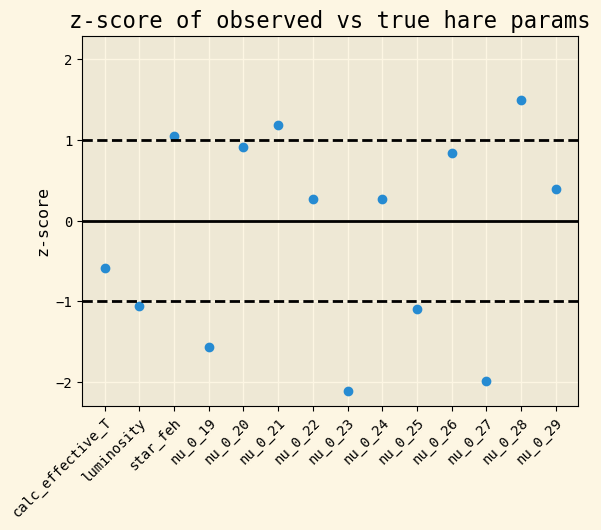 z-score of observed vs true hare params
z-score
2
1
0
−1
−2
calc_effective_T
luminosity
star_feh
nu_0_19
nu_0_20
nu_0_21
nu_0_22
nu_0_23
nu_0_24
nu_0_25
nu_0_26
nu_0_27
nu_0_28
nu_0_29